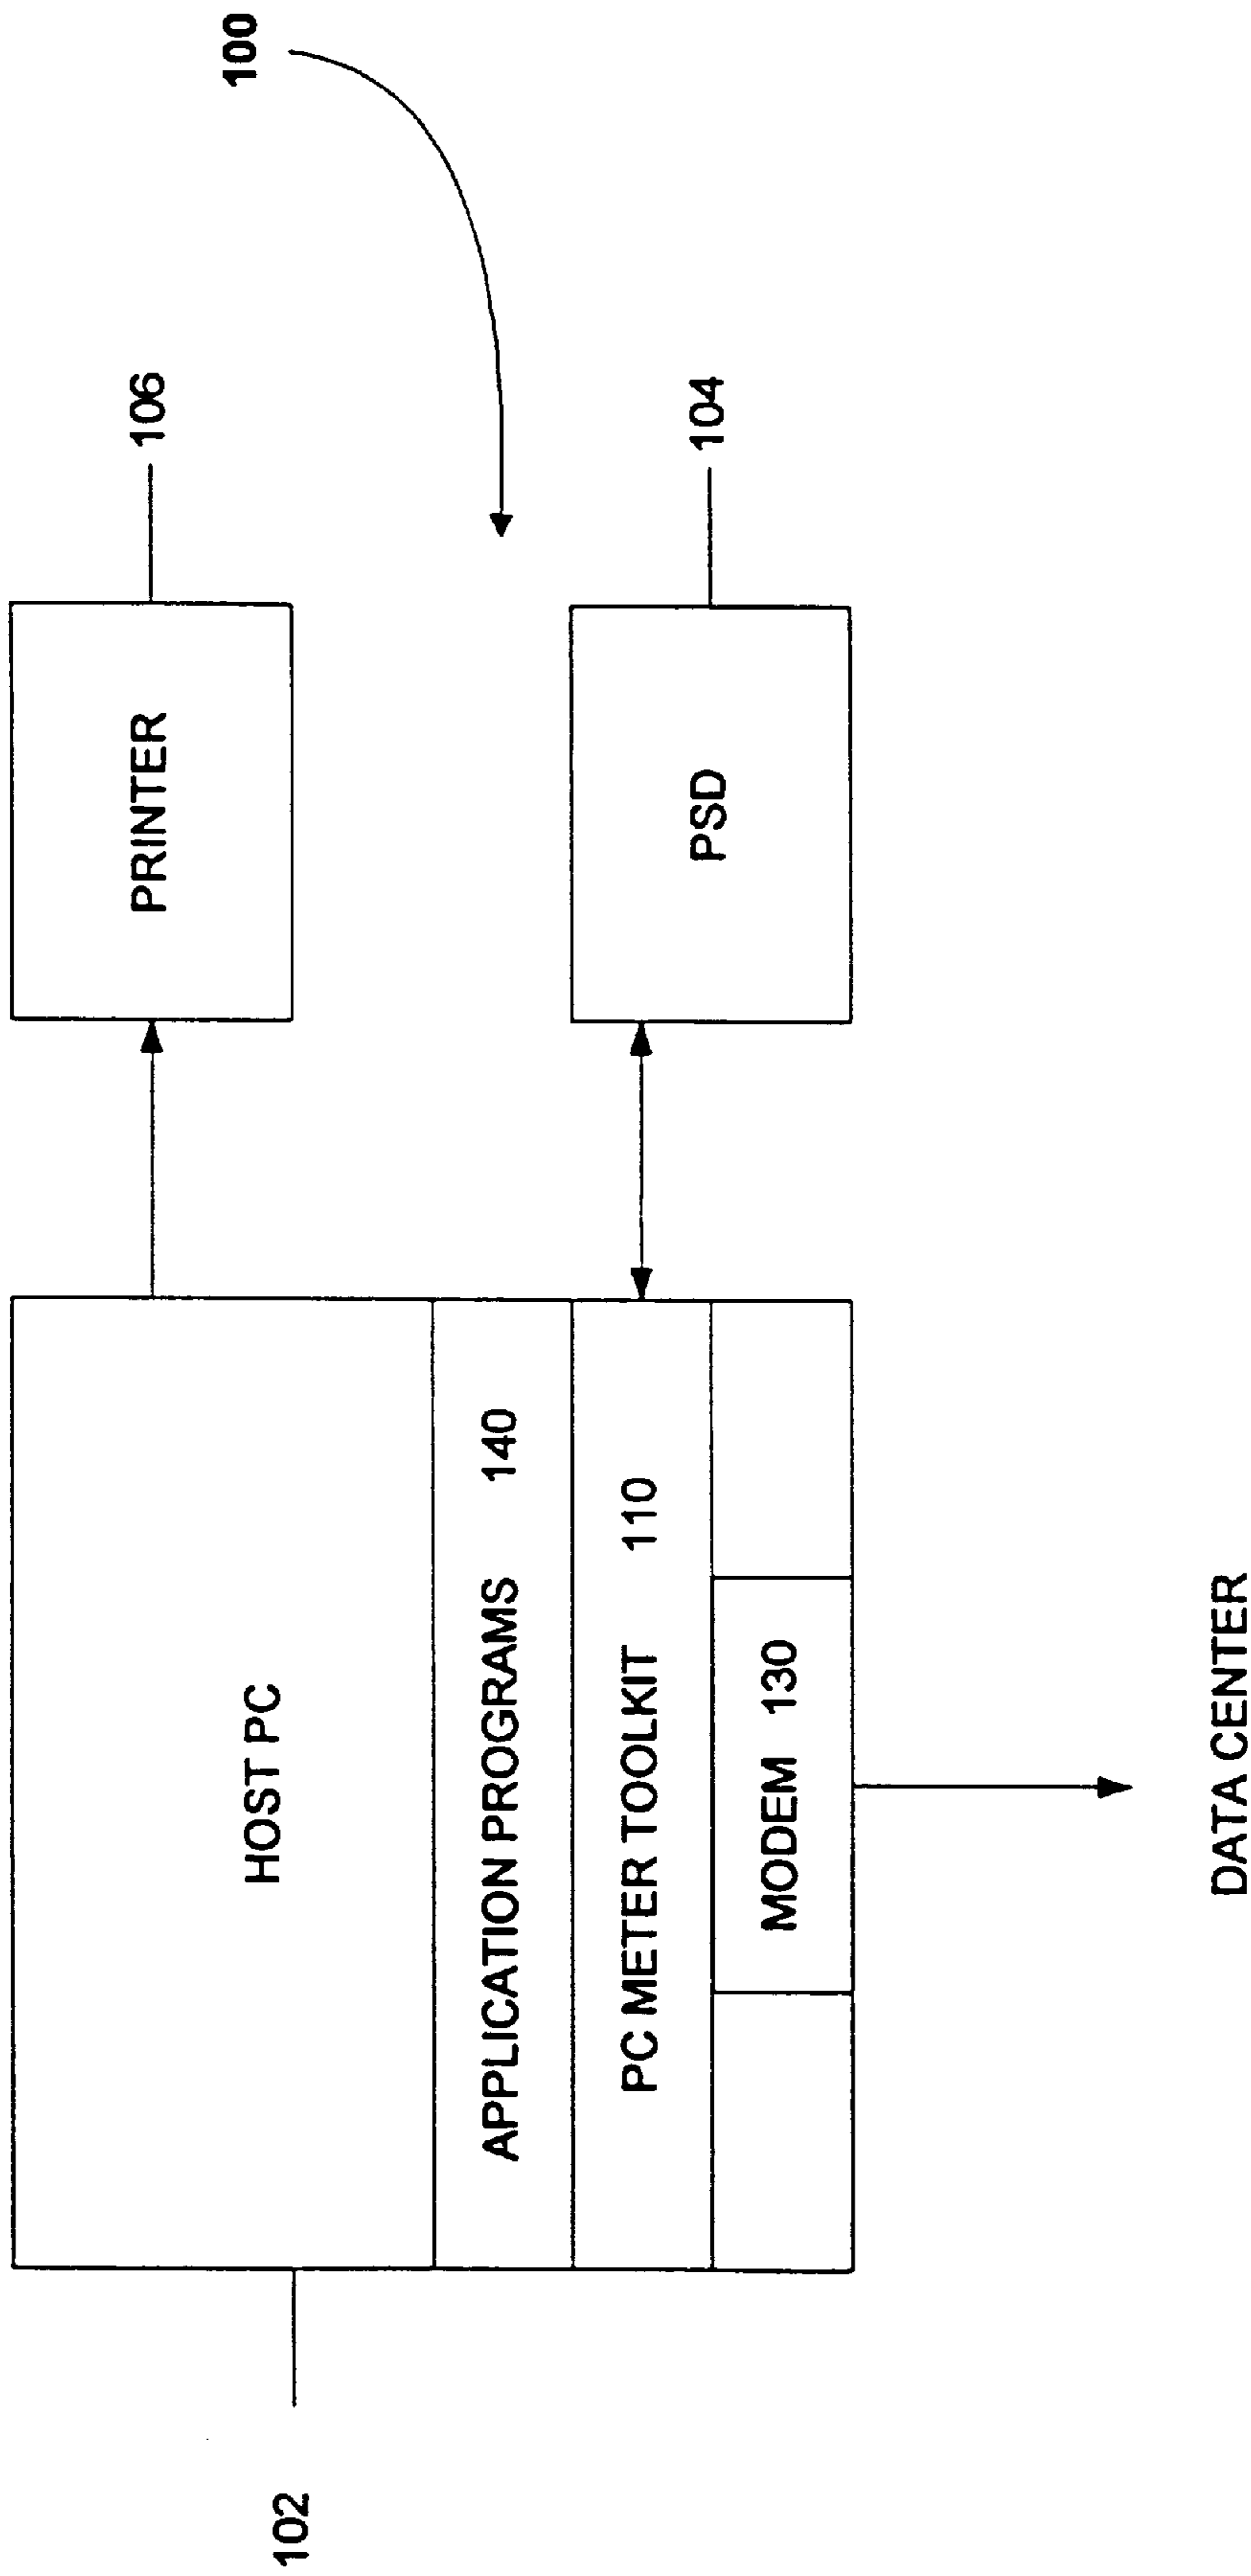 100
PRINTER
106
HOST PC
102
APPLICATION PROGRAMS 140
PC METER TOOLKIT 110
PSD
104
MODEM 130
DATA CENTER